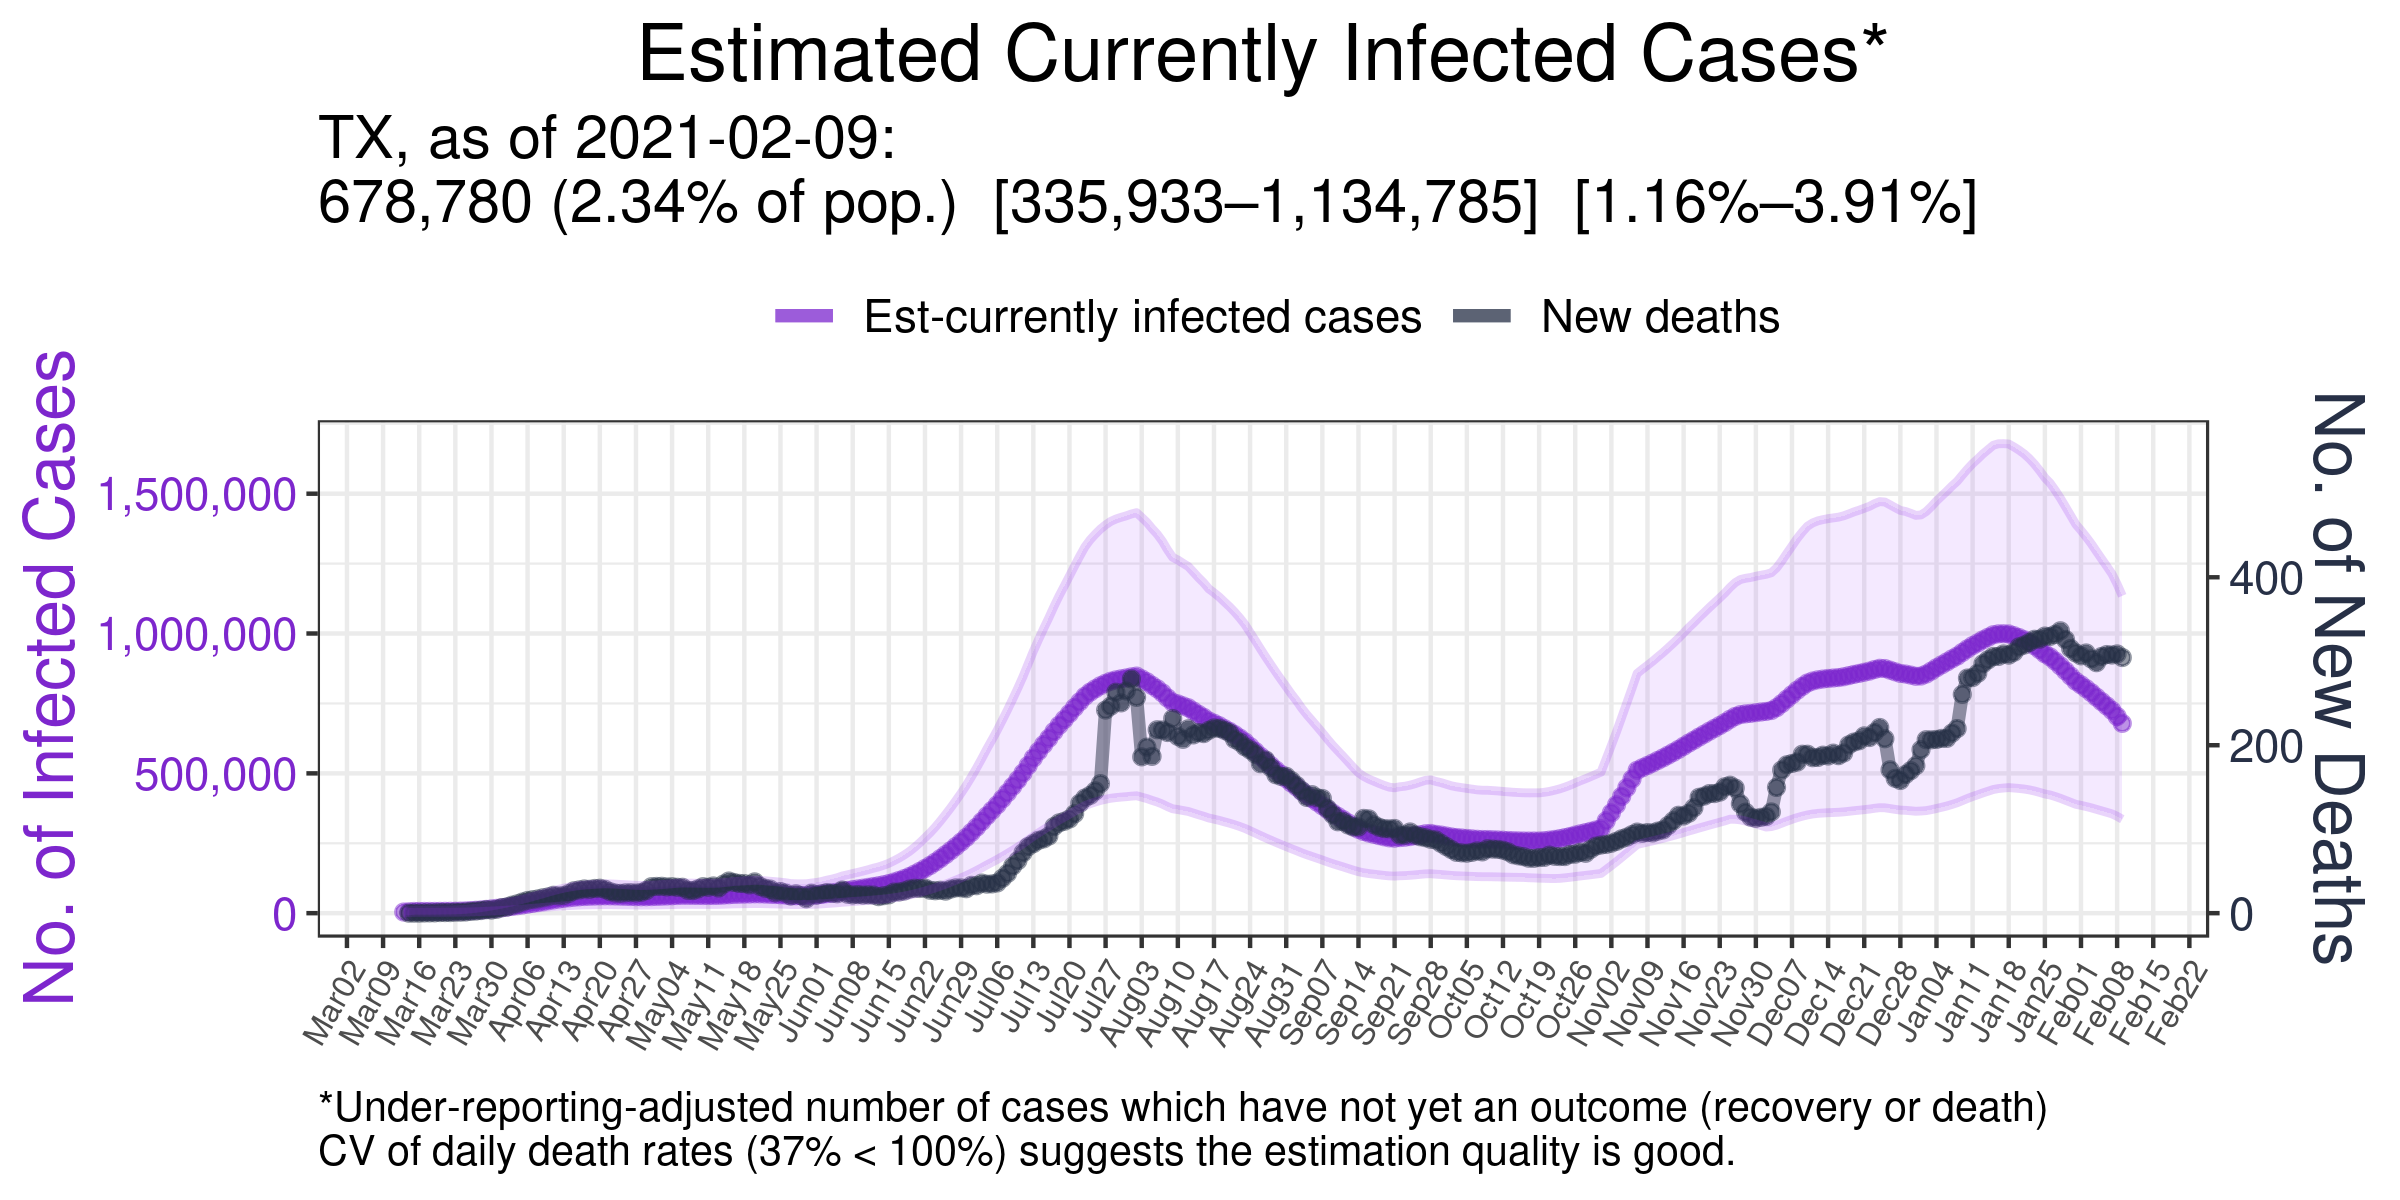 Estimated Currently Infected Cases*
TX, as of 2021-02-09:
678,780 (2.34% of pop.)  [335,933–1,134,785]  [1.16%–3.91%]
Est-currently infected cases
New deaths
No. of Infected Cases
1,500,000
1,000,000
500,000
0
No. of New Deaths
400
200
0
Mar02
Mar09
Mar16
Mar23
Mar30
Apr06
Apr13
Apr20
Apr27
May04
May11
May18
May25
Jun01
Jun08
Jun15
Jun22
Jun29
Jul06
Jul13
Jul20
Jul27
Aug03
Aug10
Aug17
Aug24
Aug31
Sep07
Sep14
Sep21
Sep28
Oct05
Oct12
Oct19
Oct26
Nov02
Nov09
Nov16
Nov23
Nov30
Dec07
Dec14
Dec21
Dec28
Jan04
Jan11
Jan18
Jan25
Feb01
Feb08
Feb15
Feb22
*Under-reporting-adjusted number of cases which have not yet an outcome (recovery or death)
CV of daily death rates (37% < 100%) suggests the estimation quality is good.